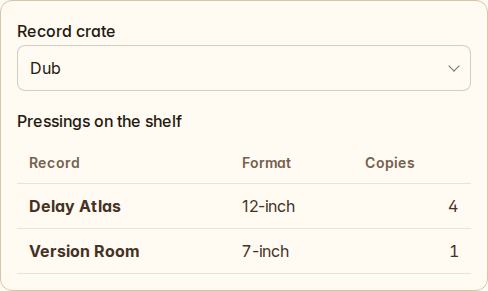 Record crate
Dub
Pressings on the shelf
Record Format Copies
Delay Atlas 12-inch 4
Version Room 7-inch 1